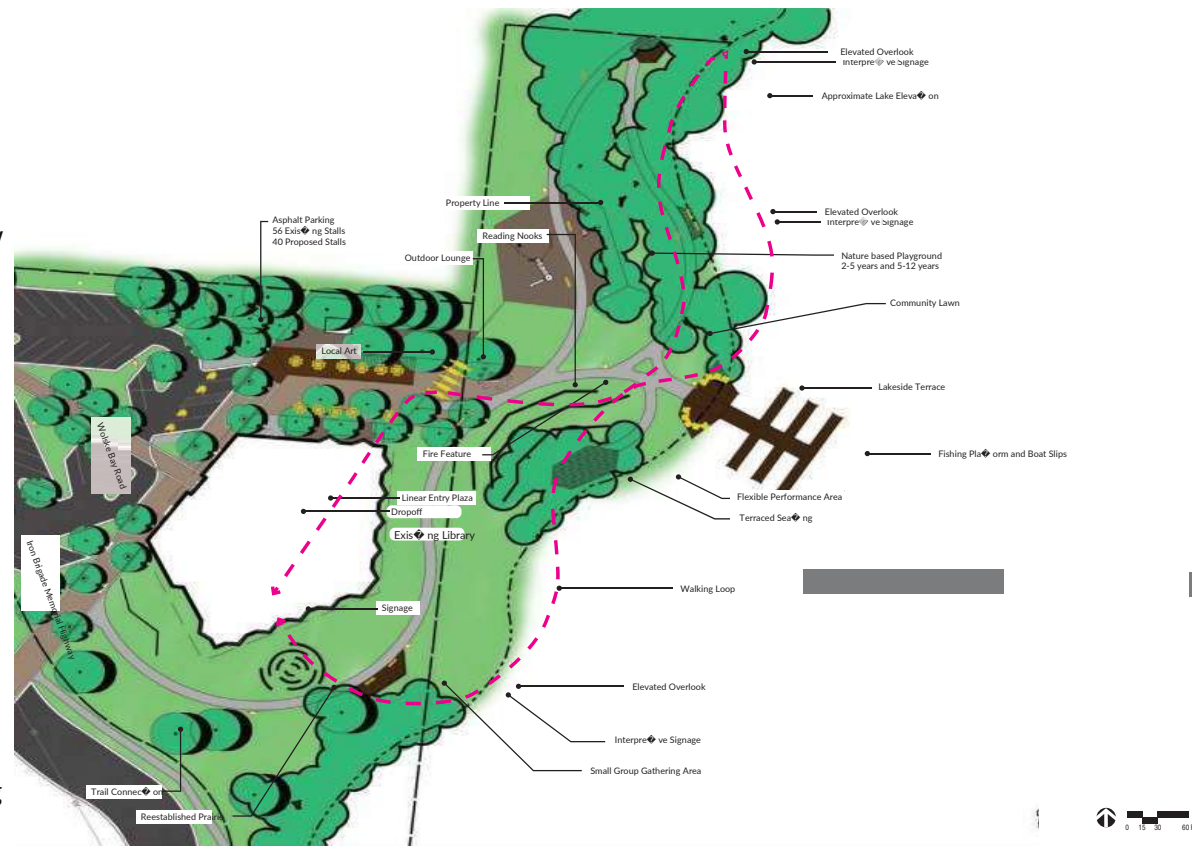 Elevated Overlook
Interpre� ve Signage
Approximate Lake Eleva� on
Property Line
Elevated Overlook
Interpre� ve Signage
Asphalt Parking
56 Exis� ng Stalls
40 Proposed Stalls
Reading Nooks
Outdoor Lounge
Nature based Playground
2-5 years and 5-12 years
Community Lawn
Local Art
Lakeside Terrace
Wolske Bay Road
Fire Feature
Fishing Pla� orm and Boat Slips
Linear Entry Plaza
Flexible Performance Area
Dropoff
Terraced Sea� ng
Exis� ng Library
Iron Brigade Memorial Highway
Walking Loop
Signage
Elevated Overlook
Interpre� ve Signage
Small Group Gathering Area
Trail Connec� on
Reestablished Prairie
0 15 30 60